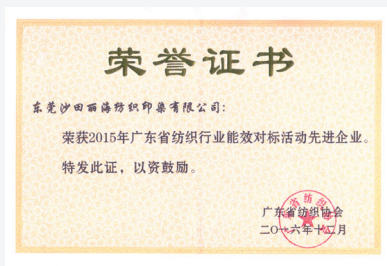 荣誉证书
东莞沙田丽海纺织印染有限公司：
荣获2015年广东省纺织行业能效对标活动先进企业。
特发此证，以资鼓励。
广东省纺织协会
二〇一六年十二月